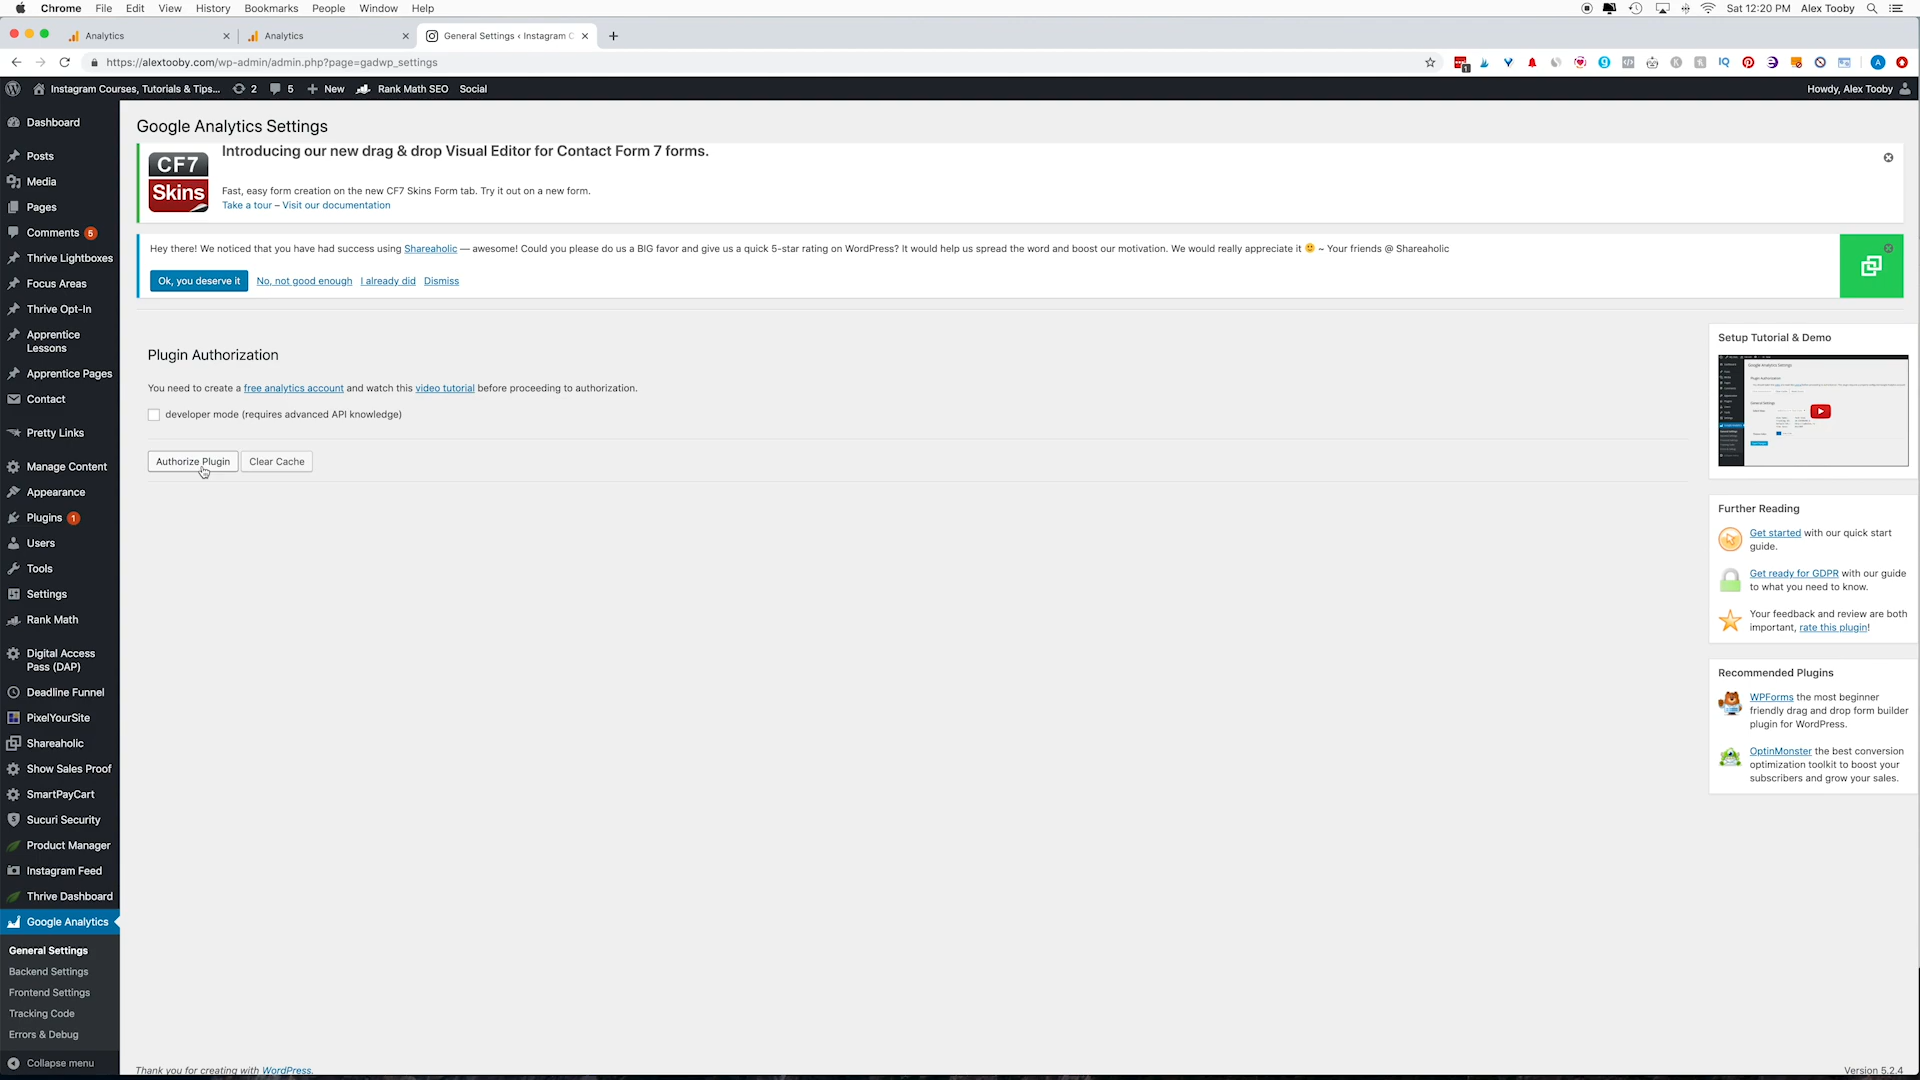 Chrome File Edit View History Bookmarks People Window Help
Sat 12:20 PM Alex Tooby
Analytics
Analytics
General Settings ‹ Instagram C
https://alextooby.com/wp-admin/admin.php?page=gadwp_settings
1
IQ
A
Instagram Courses, Tutorials & Tips... 2 5 New Rank Math SEO Social
Howdy, Alex Tooby
Dashboard
Posts
Media
Pages
Comments 5
Thrive Lightboxes
Focus Areas
Thrive Opt-In
Apprentice
Lessons
Apprentice Pages
Contact
Pretty Links
Manage Content
Appearance
Plugins 1
Users
Tools
Settings
Rank Math
Digital Access
Pass (DAP)
Deadline Funnel
PixelYourSite
Shareaholic
Show Sales Proof
SmartPayCart
Sucuri Security
Product Manager
Instagram Feed
Thrive Dashboard
Google Analytics
General Settings
Backend Settings
Frontend Settings
Tracking Code
Errors & Debug
Collapse menu
Google Analytics Settings
CF7
Skins
Introducing our new drag & drop Visual Editor for Contact Form 7 forms.
Fast, easy form creation on the new CF7 Skins Form tab. Try it out on a new form.
Take a tour – Visit our documentation
Hey there! We noticed that you have had success using Shareaholic — awesome! Could you please do us a BIG favor and give us a quick 5-star rating on WordPress? It would help us spread the word and boost our motivation. We would really appreciate it 🙂 ~ Your friends @ Shareaholic
Ok, you deserve it No, not good enough I already did Dismiss
Plugin Authorization
You need to create a free analytics account and watch this video tutorial before proceeding to authorization.
developer mode (requires advanced API knowledge)
Authorize Plugin Clear Cache
Setup Tutorial & Demo
Further Reading
Get started with our quick start
guide.
Get ready for GDPR with our guide
to what you need to know.
Your feedback and review are both
important, rate this plugin!
Recommended Plugins
WPForms the most beginner
friendly drag and drop form builder
plugin for WordPress.
OptinMonster the best conversion
optimization toolkit to boost your
subscribers and grow your sales.
Thank you for creating with WordPress.
Version 5.2.4